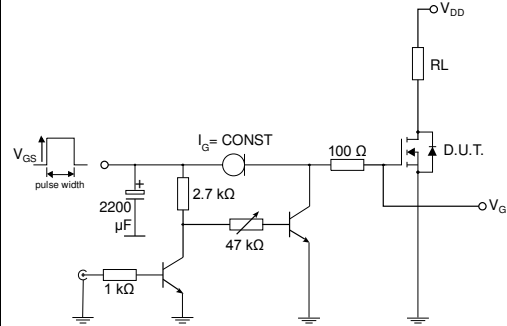 V_DD
RL
V_GS
pulse width
I_G= CONST
100 Ω
D.U.T.
+
2200
µF
2.7 kΩ
V_G
47 kΩ
1 kΩ